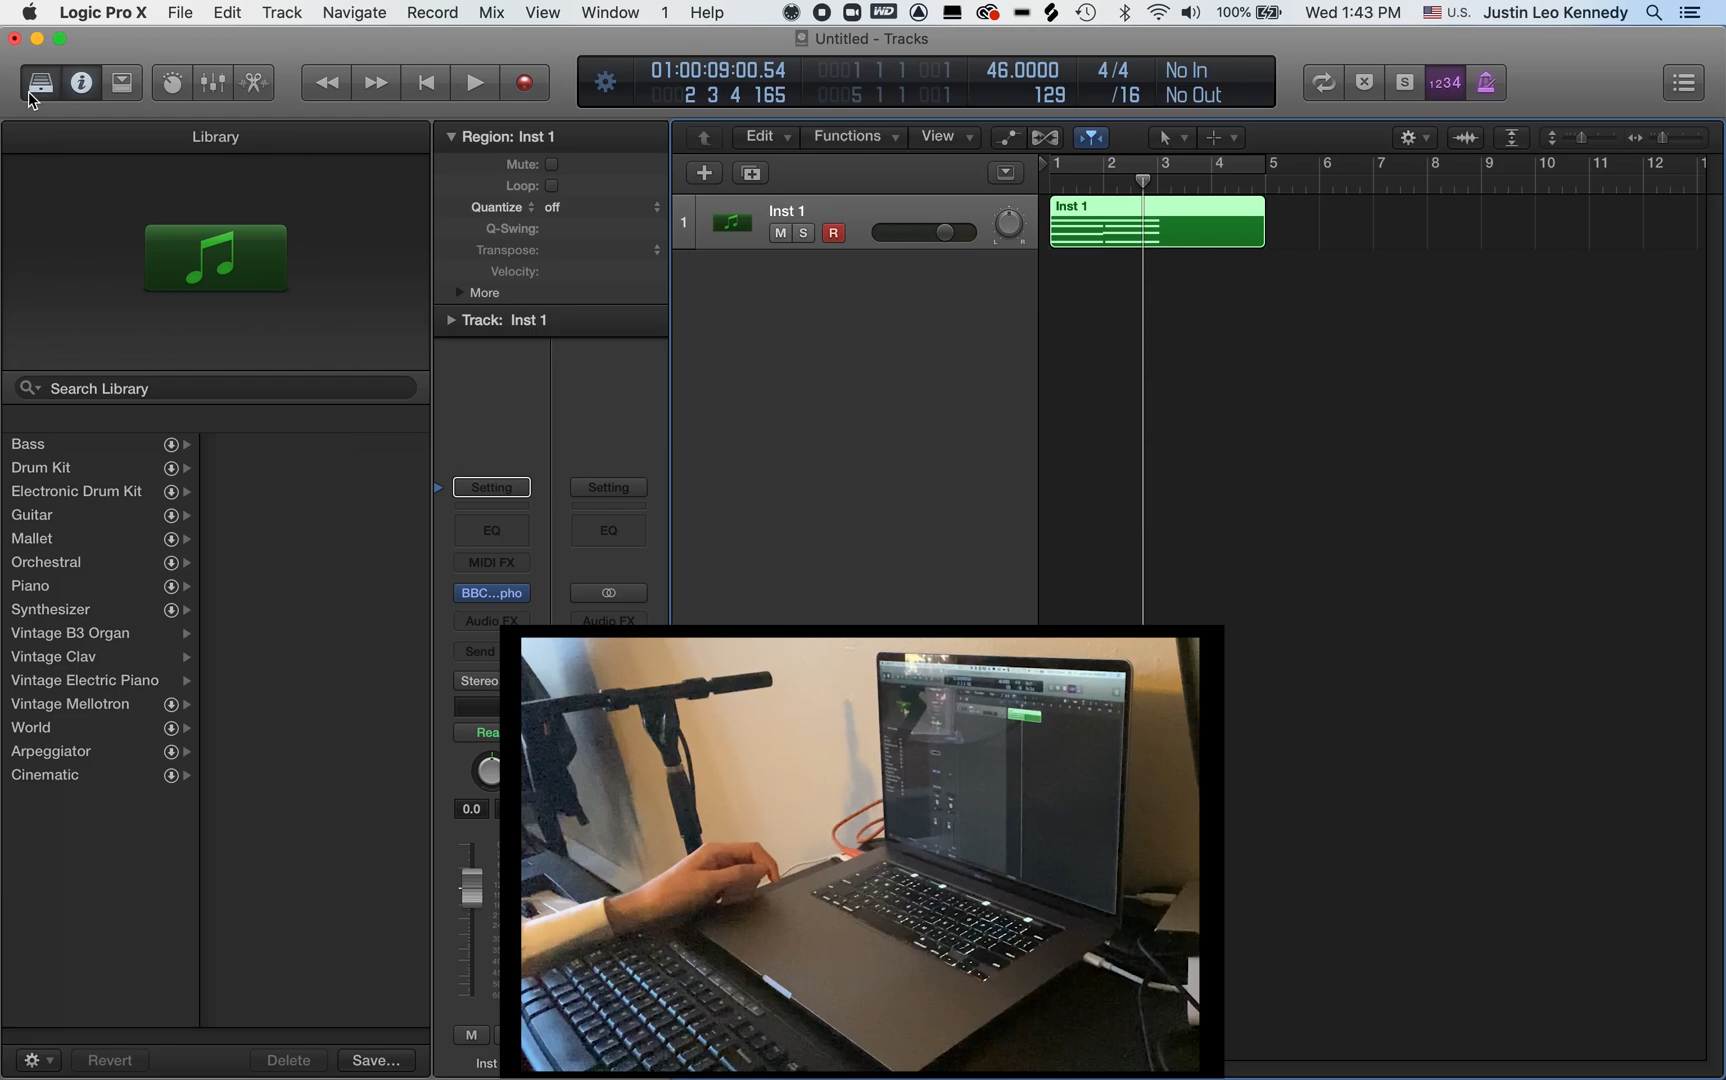 Logic Pro X File Edit Track Navigate Record Mix View Window 1 Help 100% Wed 1:43 PM U.S. Justin Leo Kennedy
Untitled - Tracks
01:00:09:00.54 0001 1 1 001 46.0000 4/4 No In
0002 3 4 165 0005 1 1 001 129 /16 No Out
S 1234
Library
Region: Inst 1
Edit Functions View
Mute:
Loop:
Quantize off
Q-Swing:
Transpose:
Velocity:
More
Track: Inst 1
1 2 3 4 5 6 7 8 9 10 11 12 1
1 Inst 1
M S R
L R
Inst 1
Search Library
Bass
Drum Kit
Electronic Drum Kit
Guitar
Mallet
Orchestral
Piano
Synthesizer
Vintage B3 Organ
Vintage Clav
Vintage Electric Piano
Vintage Mellotron
World
Arpeggiator
Cinematic
Setting Setting
EQ EQ
MIDI FX
BBC...pho
Audio FX Audio FX
Send
Stereo
Rea
0.0
M
Inst
Revert Delete Save...